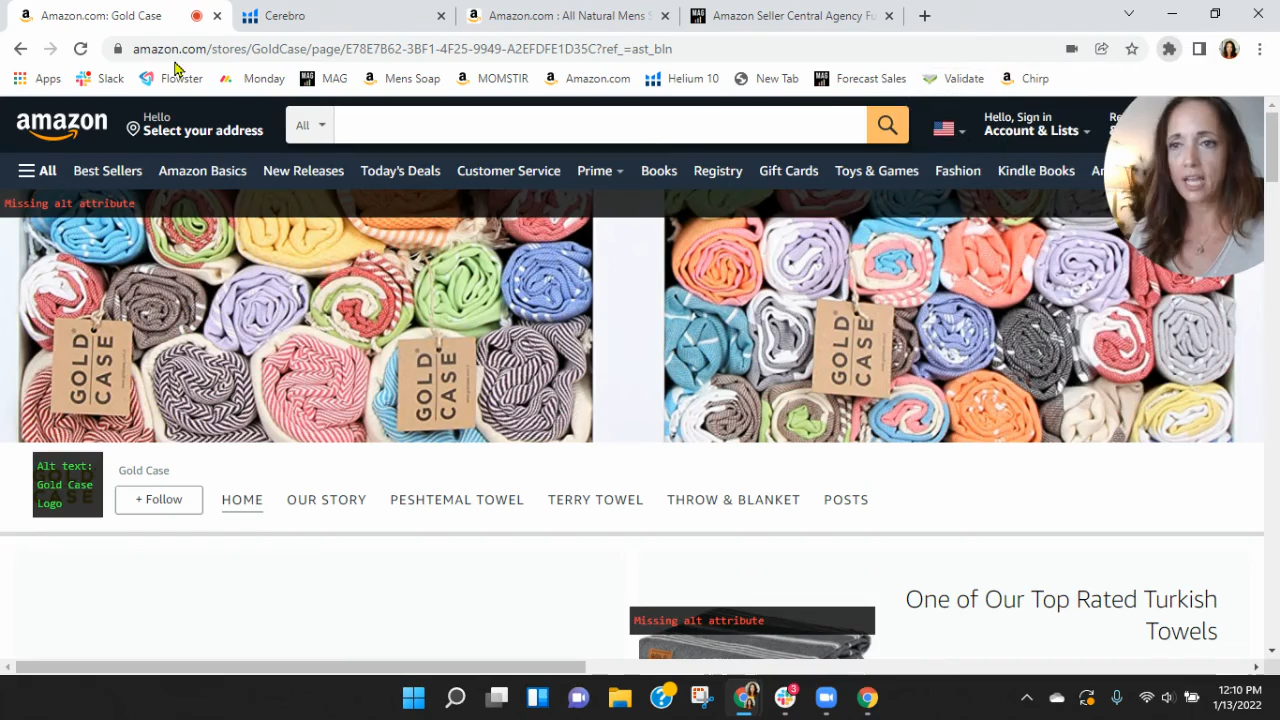 Amazon.com: Gold Case
Cerebro
Amazon.com : All Natural Mens S
MAG
Amazon Seller Central Agency Fu
amazon.com/stores/GoldCase/page/E78E7B62-3BF1-4F25-9949-A2EFDFE1D35C?ref_=ast_bln
Apps
Slack
Flowster
Monday
MAG
MAG
Mens Soap
MOMSTIR
Amazon.com
Helium 10
New Tab
MAG
Forecast Sales
Validate
Chirp
amazon
Hello
Select your address
All
Hello, Sign in
Account & Lists
Re
&
All
Best Sellers
Amazon Basics
New Releases
Today's Deals
Customer Service
Prime
Books
Registry
Gift Cards
Toys & Games
Fashion
Kindle Books
Missing alt attribute
GOLD
CASE
GOLD
CASE
GOLD
CASE
Alt text:
Gold Case
Logo
Gold Case
+ Follow
HOME
OUR STORY
PESHTEMAL TOWEL
TERRY TOWEL
THROW & BLANKET
POSTS
One of Our Top Rated Turkish
Towels
Missing alt attribute
3
12:10 PM
1/13/2022